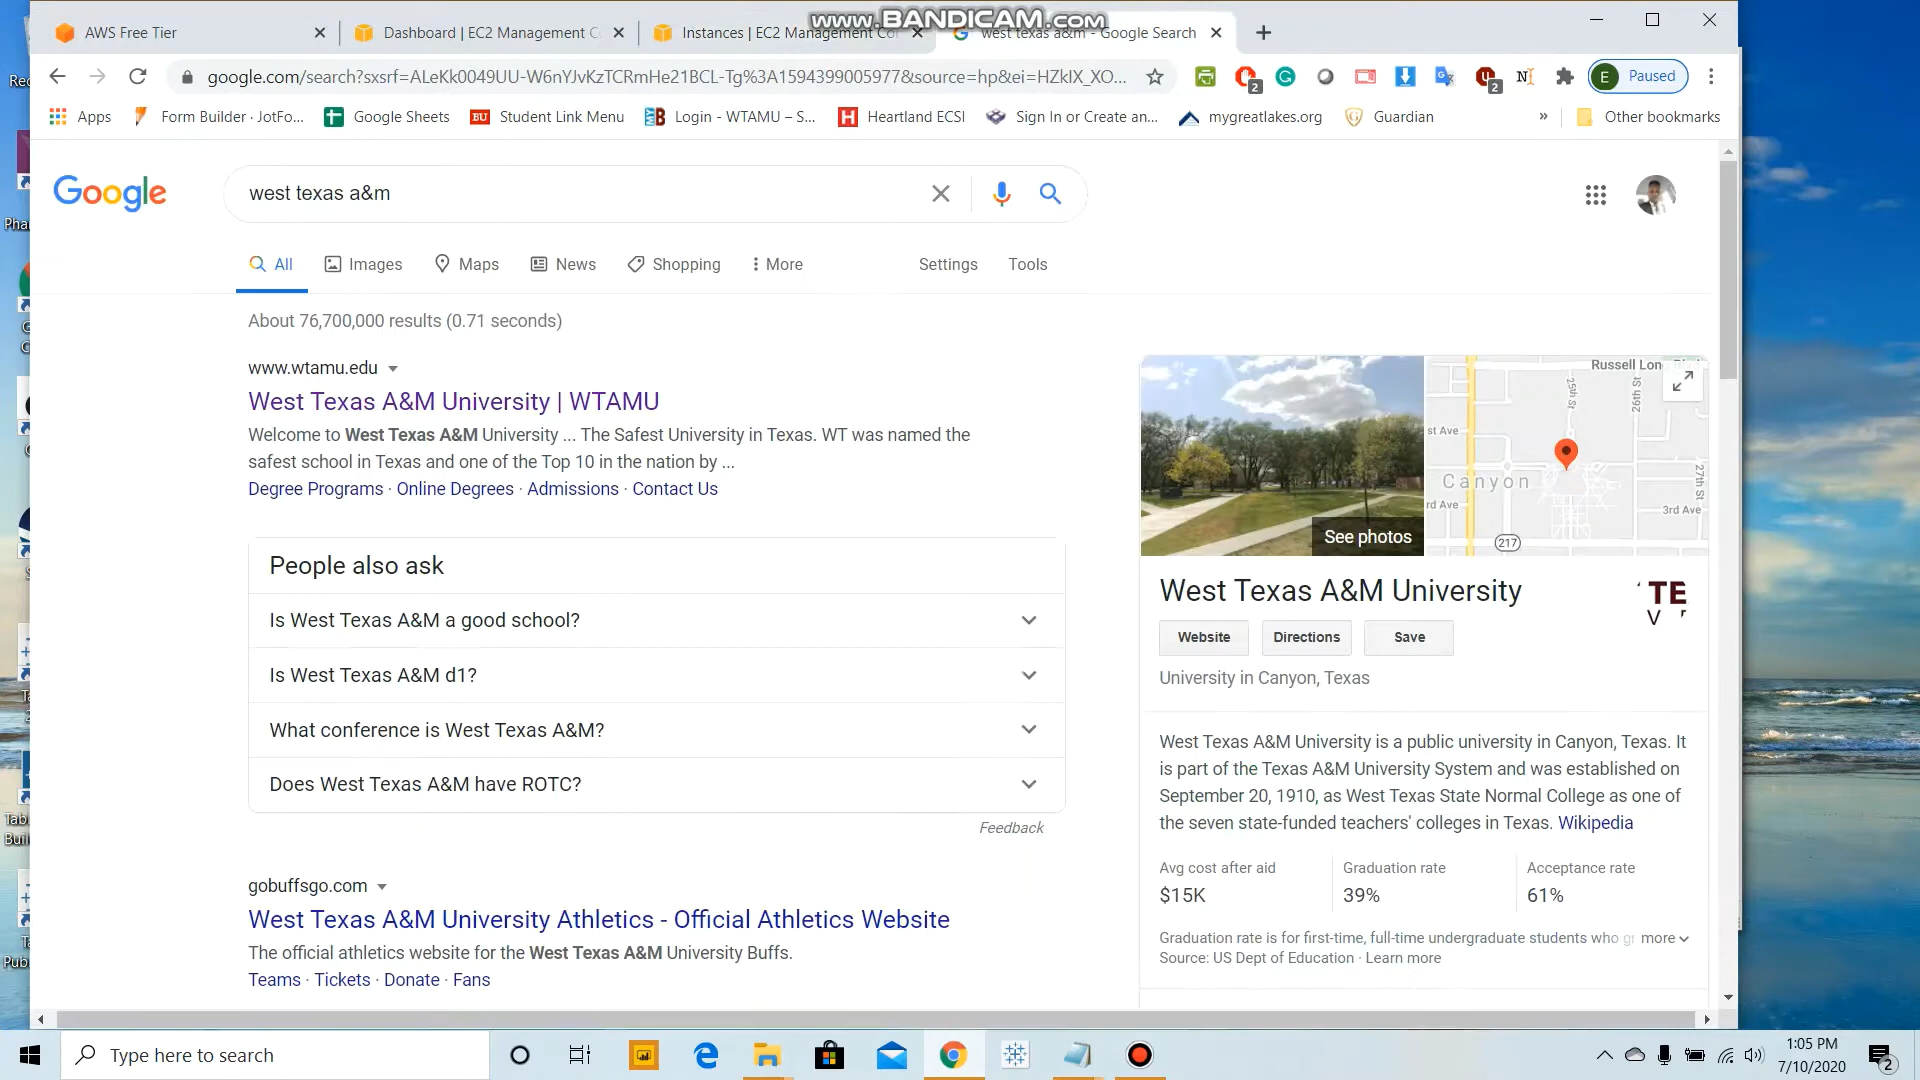 www.BANDICAM.com
AWS Free Tier
Dashboard | EC2 Management C
Instances | EC2 Management Co
west texas a&m - Google Search
google.com/search?sxsrf=ALeKk0049UU-W6nYJvKzTCRmHe21BCL-Tg%3A1594399005977&source=hp&ei=HZkIX_XO...
2
2
E Paused
Apps
Form Builder · JotFo...
Google Sheets
BU Student Link Menu
Login - WTAMU – S...
Heartland ECSI
Sign In or Create an...
mygreatlakes.org
Guardian
»
Other bookmarks
Google
west texas a&m
All
Images
Maps
News
Shopping
More
Settings
Tools
About 76,700,000 results (0.71 seconds)
www.wtamu.edu
West Texas A&M University | WTAMU
Welcome to West Texas A&M University ... The Safest University in Texas. WT was named the
safest school in Texas and one of the Top 10 in the nation by ...
Degree Programs · Online Degrees · Admissions · Contact Us
People also ask
Is West Texas A&M a good school?
Is West Texas A&M d1?
What conference is West Texas A&M?
Does West Texas A&M have ROTC?
Feedback
gobuffsgo.com
West Texas A&M University Athletics - Official Athletics Website
The official athletics website for the West Texas A&M University Buffs.
Teams · Tickets · Donate · Fans
See photos
Russell Long
25th St
26th St
27th St
st Ave
Canyon
rd Ave
3rd Ave
217
West Texas A&M University
TE
Website
Directions
Save
University in Canyon, Texas
West Texas A&M University is a public university in Canyon, Texas. It
is part of the Texas A&M University System and was established on
September 20, 1910, as West Texas State Normal College as one of
the seven state-funded teachers' colleges in Texas. Wikipedia
Avg cost after aid
$15K
Graduation rate
39%
Acceptance rate
61%
Graduation rate is for first-time, full-time undergraduate students who gr more
Source: US Dept of Education · Learn more
Type here to search
1:05 PM
7/10/2020
2